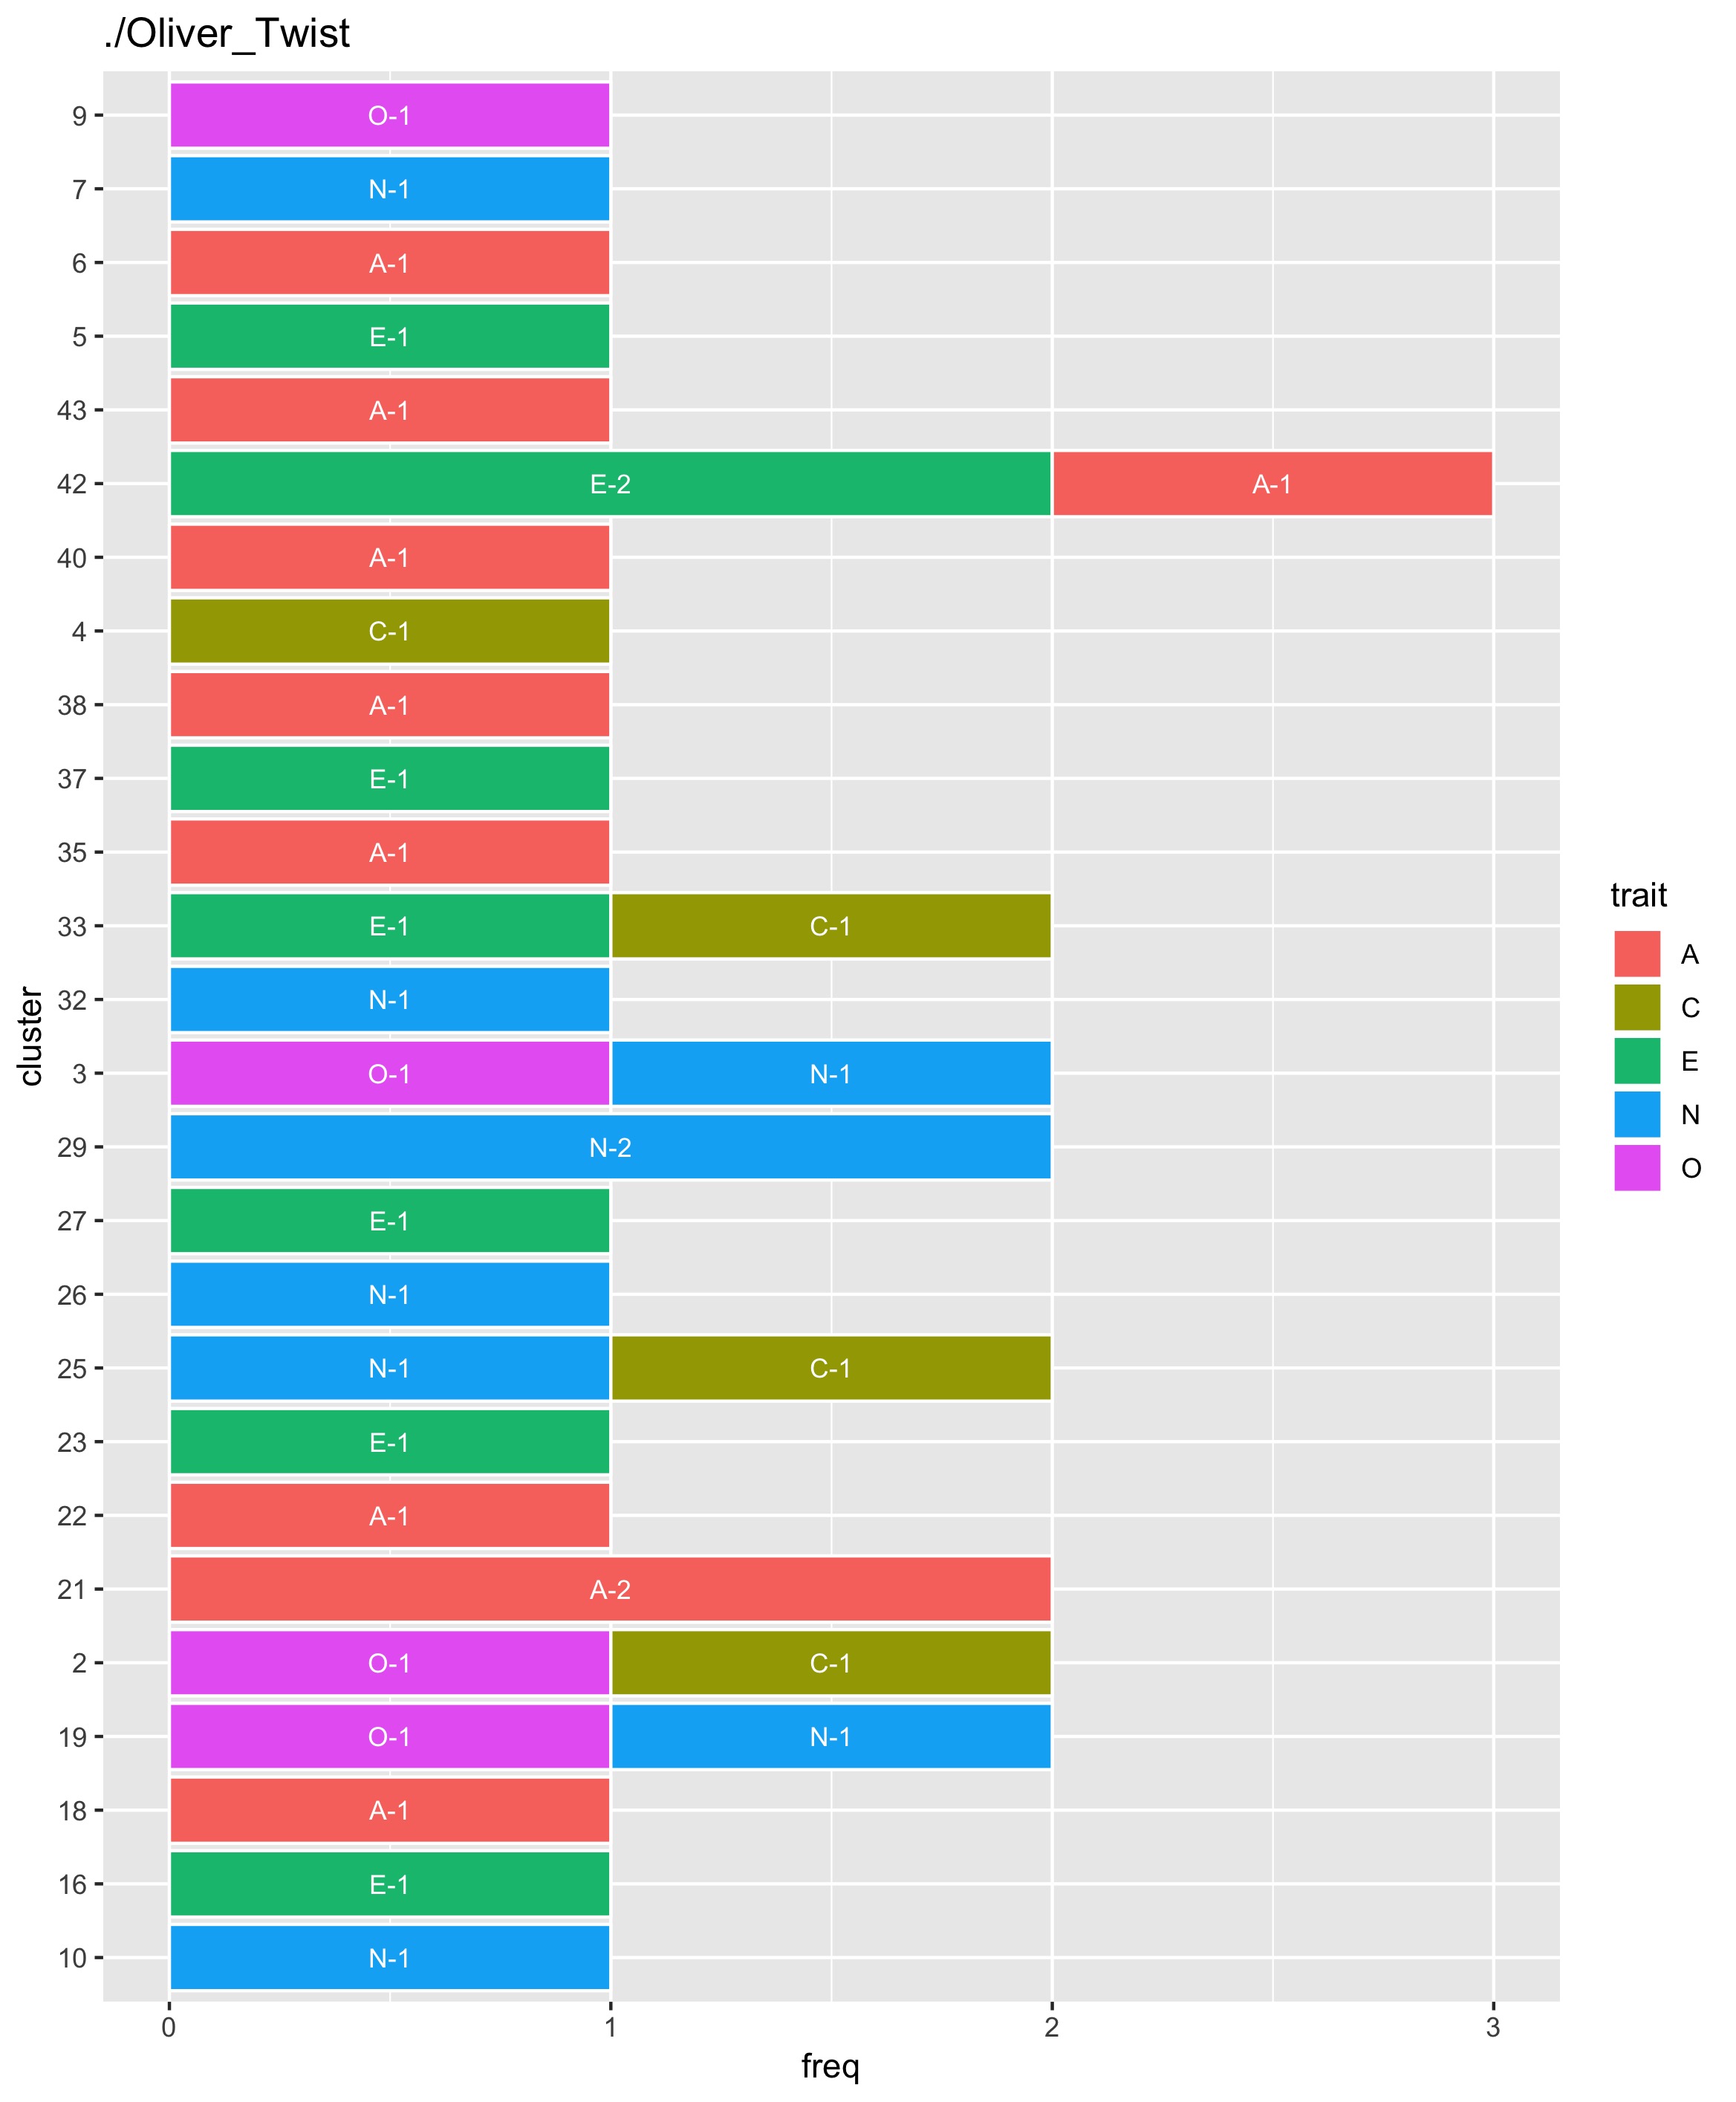 ./Oliver_Twist
9 O-1
7 N-1
6 A-1
5 E-1
43 A-1
42 E-2 A-1
40 A-1
4 C-1
38 A-1
37 E-1
35 A-1
33 E-1 C-1
32 N-1
3 O-1 N-1
29 N-2
27 E-1
26 N-1
25 N-1 C-1
23 E-1
22 A-1
21 A-2
2 O-1 C-1
19 O-1 N-1
18 A-1
16 E-1
10 N-1
0 1 2 3
freq
cluster
trait
A
C
E
N
O